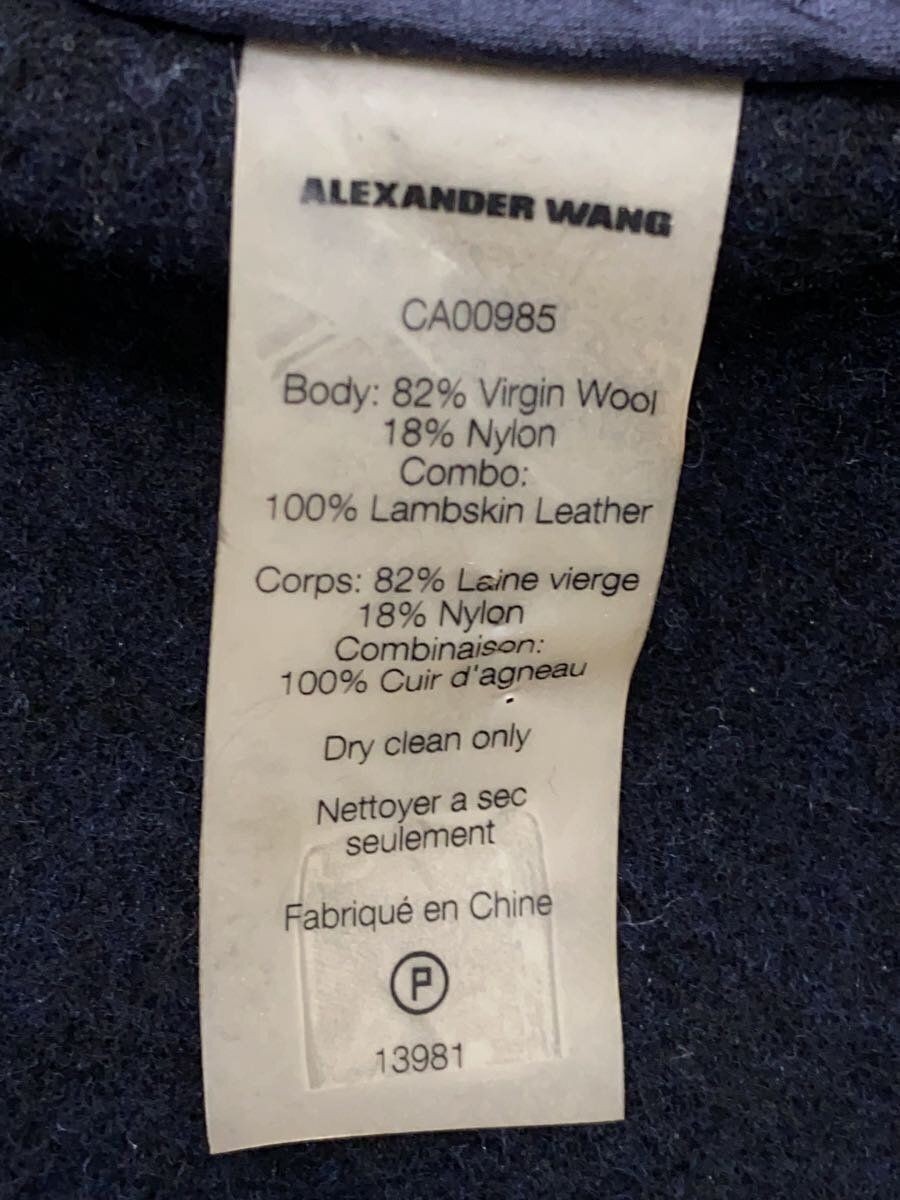 ALEXANDER WANG
CA00985
Body: 82% Virgin Wool
18% Nylon
Combo:
100% Lambskin Leather
Corps: 82% Laine vierge
18% Nylon
Combinaison:
100% Cuir d'agneau
Dry clean only
Nettoyer a sec
seulement
Fabriqué en Chine
P
13981